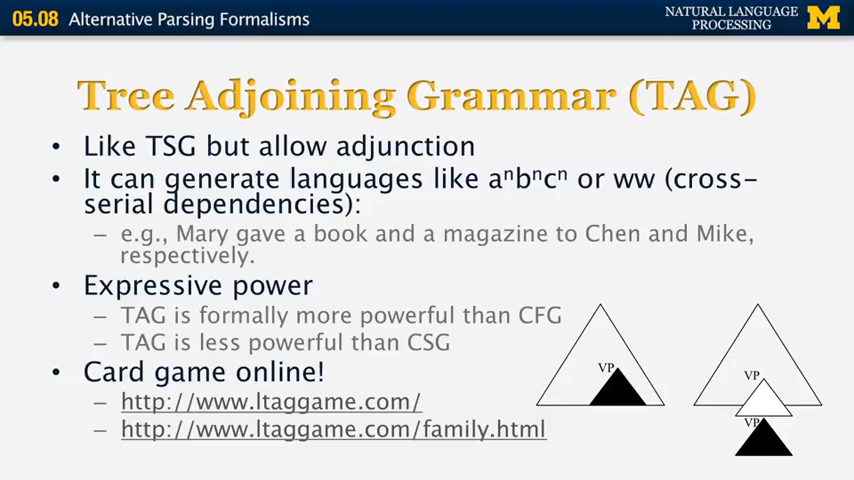 05.08 Alternative Parsing Formalisms
NATURAL LANGUAGE
PROCESSING
M
Tree Adjoining Grammar (TAG)
• Like TSG but allow adjunction
• It can generate languages like aⁿbⁿcⁿ or ww (cross-
serial dependencies):
– e.g., Mary gave a book and a magazine to Chen and Mike,
respectively.
• Expressive power
– TAG is formally more powerful than CFG
– TAG is less powerful than CSG
• Card game online!
– http://www.ltaggame.com/
– http://www.ltaggame.com/family.html
VP
VP
VP